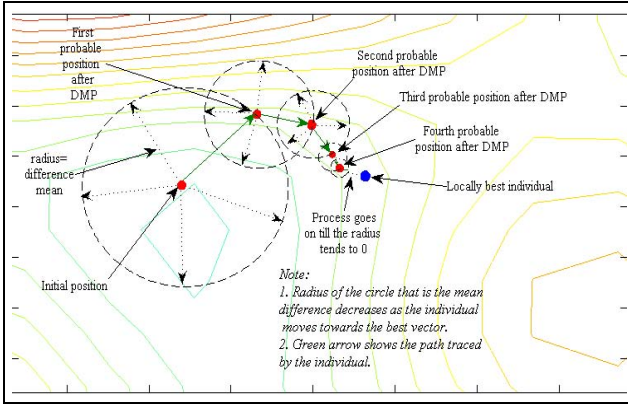 First
probable
position
after
DMP
Second probable
position after DMP
Third probable position after DMP
Fourth probable
position after DMP
radius=
difference
mean
Locally best individual
Process goes
on till the radius
tends to 0
Initial position
Note:
1. Radius of the circle that is the mean
difference decreases as the individual
moves towards the best vector.
2. Green arrow shows the path traced
by the individual.